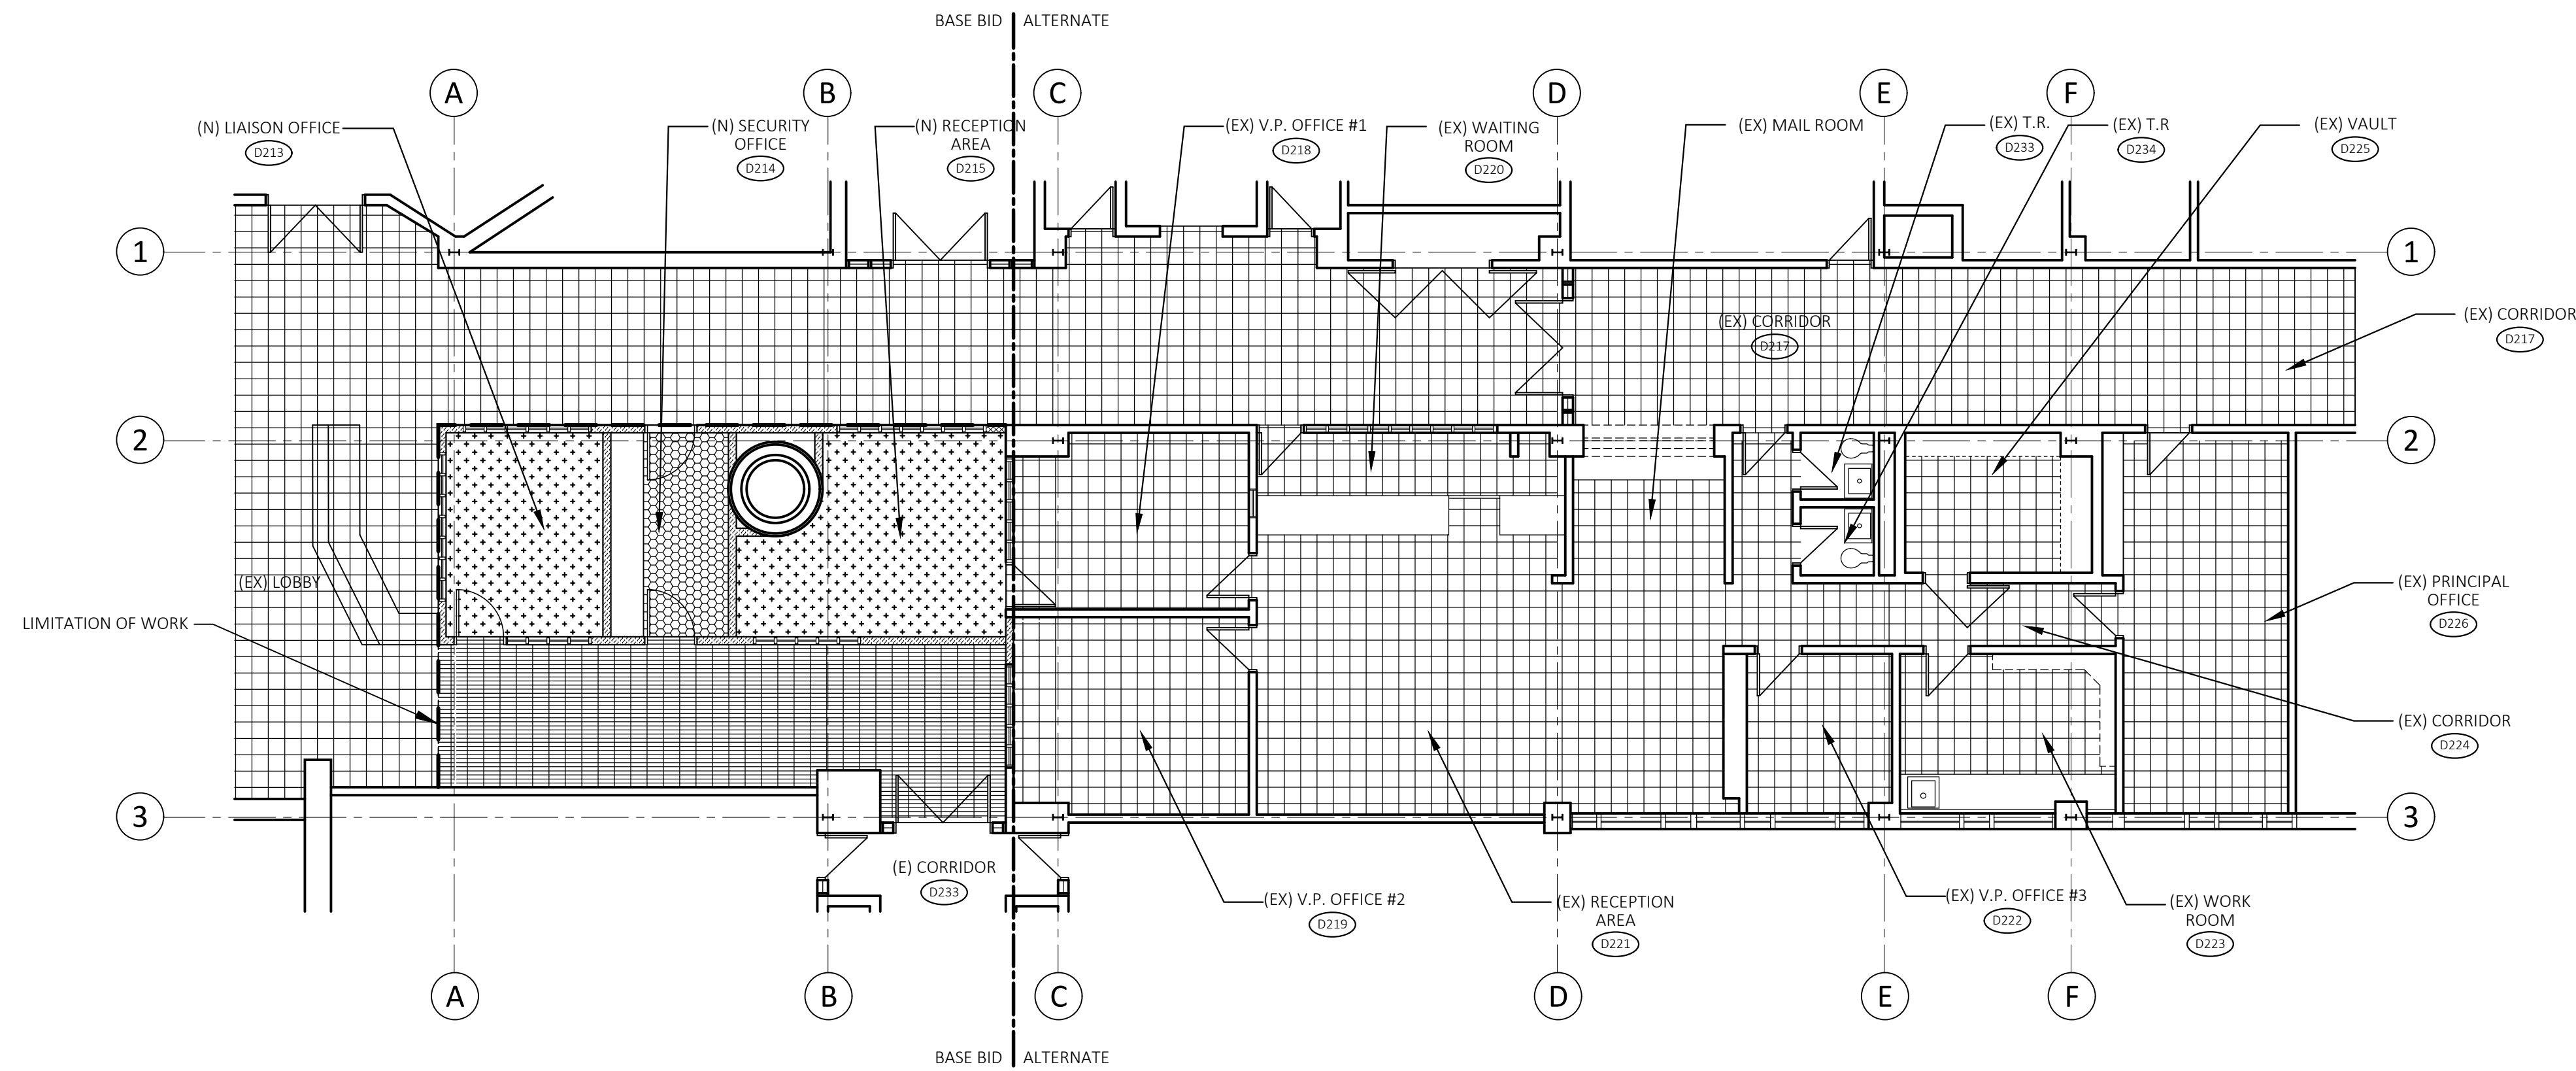 BASE BID
ALTERNATE
A
B
C
D
E
F
(N) LIAISON OFFICE
D213
(N) SECURITY
OFFICE
D214
(N) RECEPTION
AREA
D215
(EX) V.P. OFFICE #1
D218
(EX) WAITING
ROOM
D220
(EX) MAIL ROOM
(EX) T.R.
D233
(EX) T.R
D234
(EX) VAULT
D225
1
1
(EX) CORRIDOR
D217
(EX) CORRIDOR
D217
2
2
(EX) LOBBY
LIMITATION OF WORK
(EX) PRINCIPAL
OFFICE
D226
(EX) CORRIDOR
D224
3
3
(E) CORRIDOR
D233
(EX) V.P. OFFICE #2
D219
(EX) RECEPTION
AREA
D221
(EX) V.P. OFFICE #3
D222
(EX) WORK
ROOM
D223
A
B
C
D
E
F
BASE BID
ALTERNATE